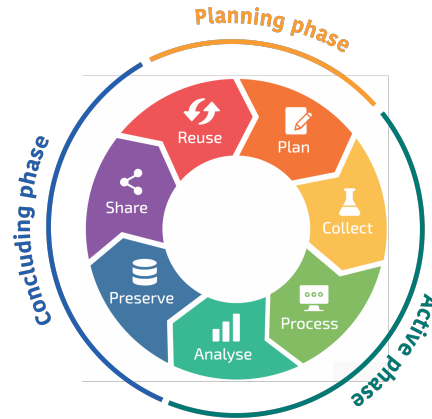 Planning phase
Plan
Collect
Process
Analyse
Preserve
Share
Reuse
Active phase
Concluding phase